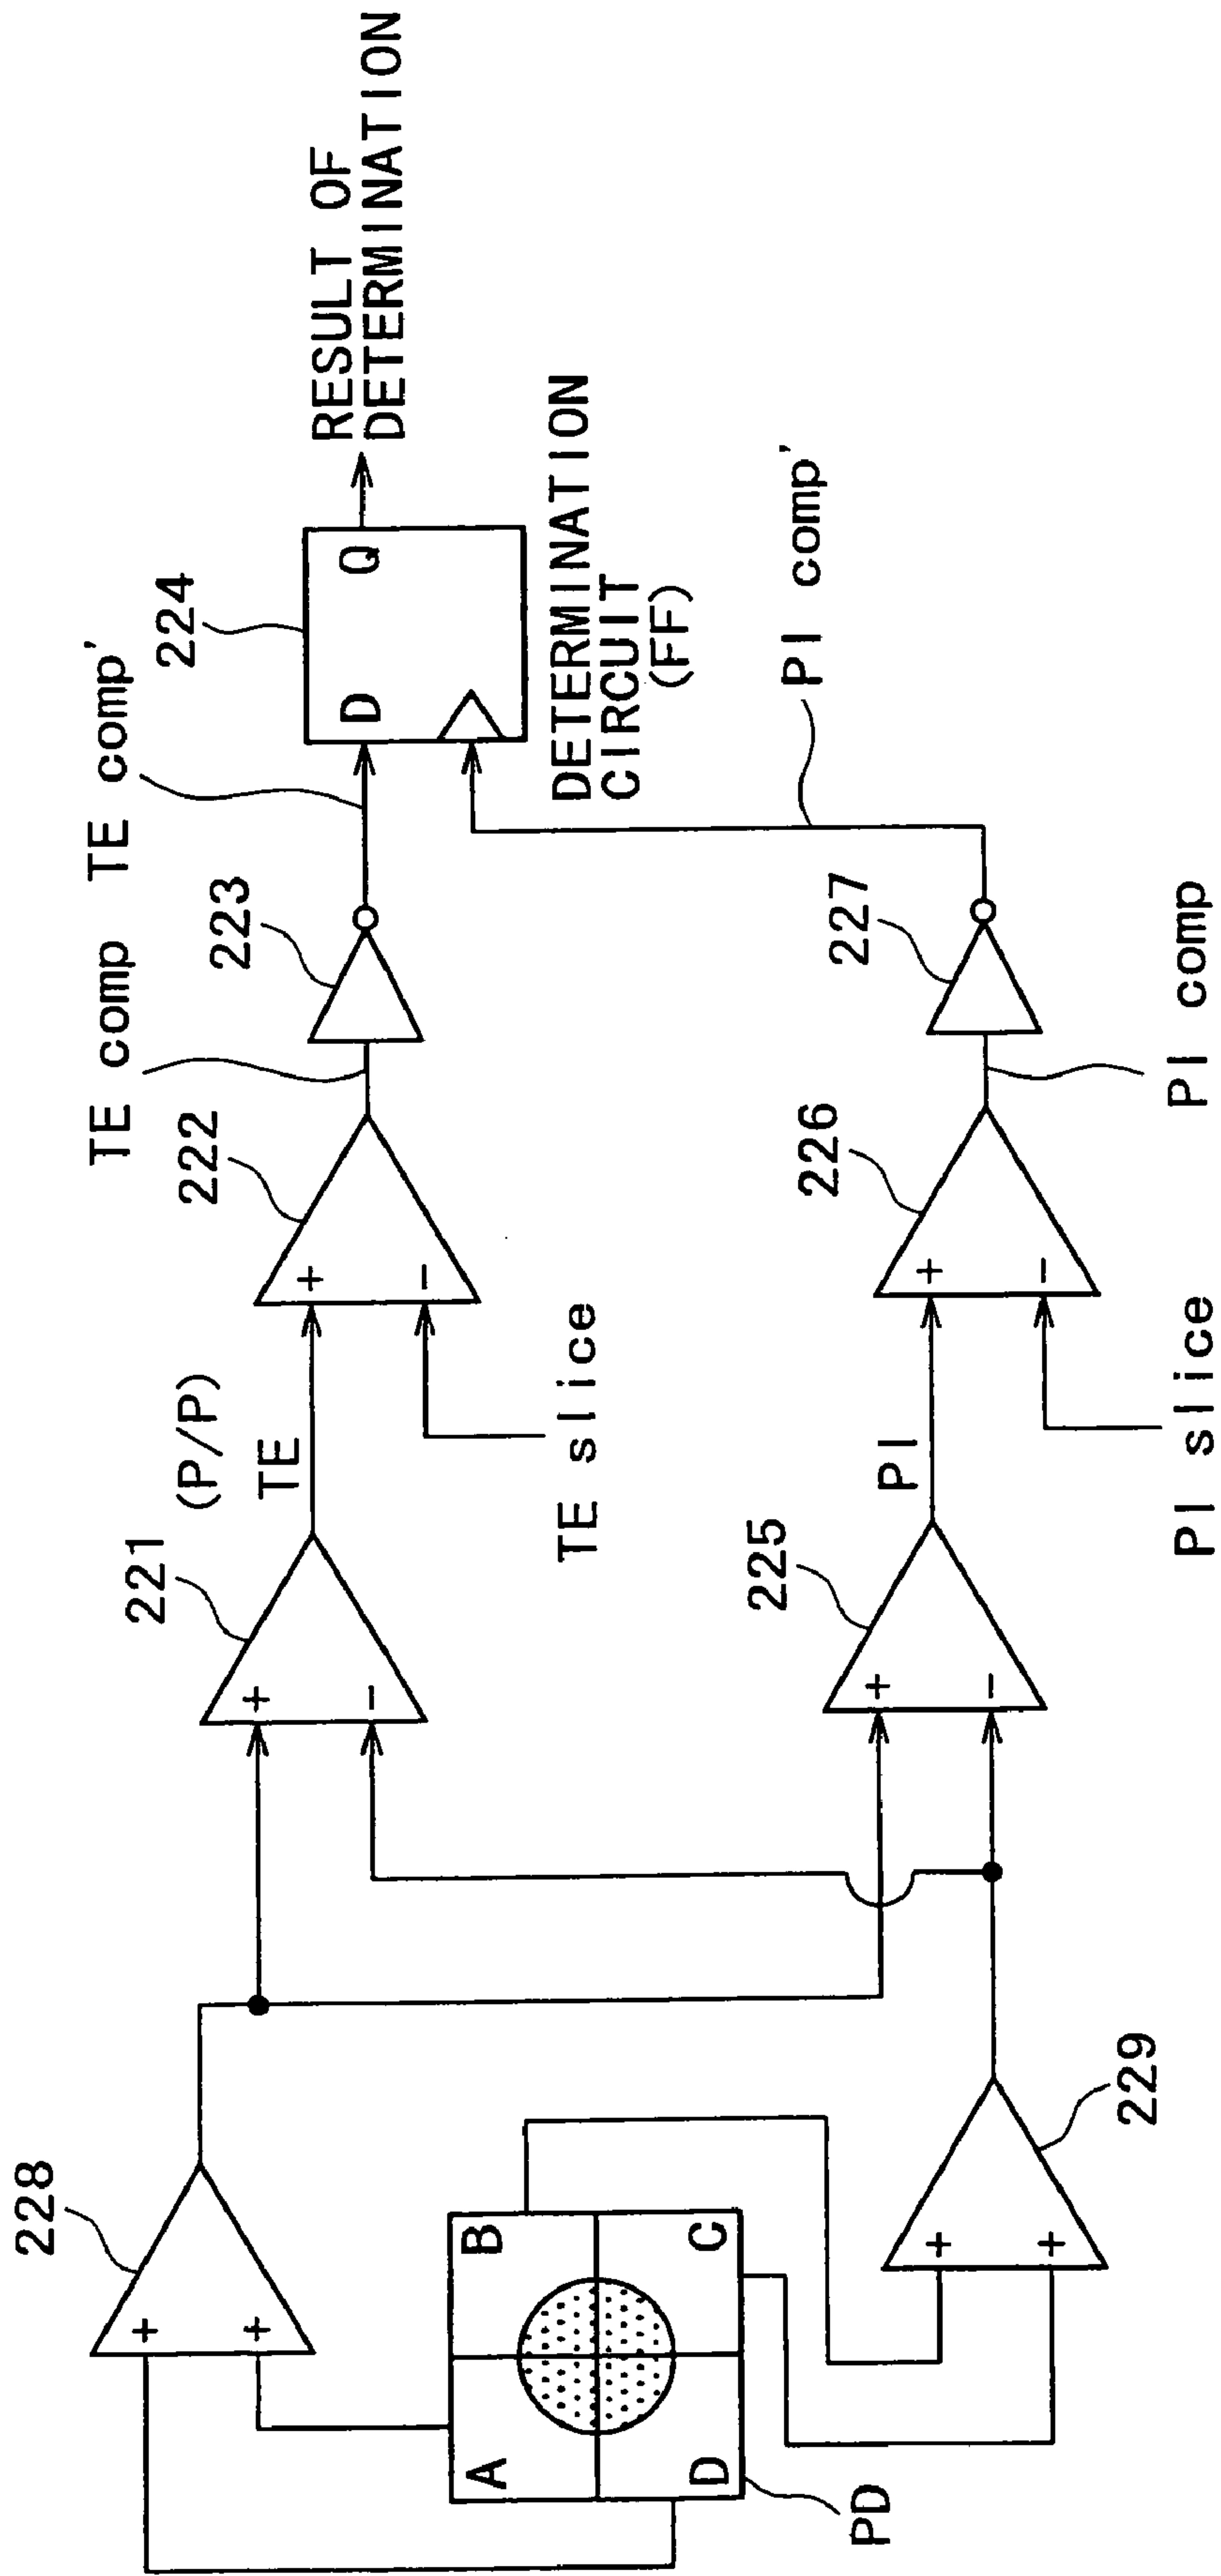 228
A
B
C
D
PD
229
+
+
+
+
221
+
-
(P/P)
TE
TE slice
222
+
-
TE comp
223
TE comp'
224
D
Q
RESULT OF
DETERMINATION
DETERMINATION
CIRCUIT
(FF)
225
+
-
PI
PI slice
226
+
-
PI comp
227
PI comp'